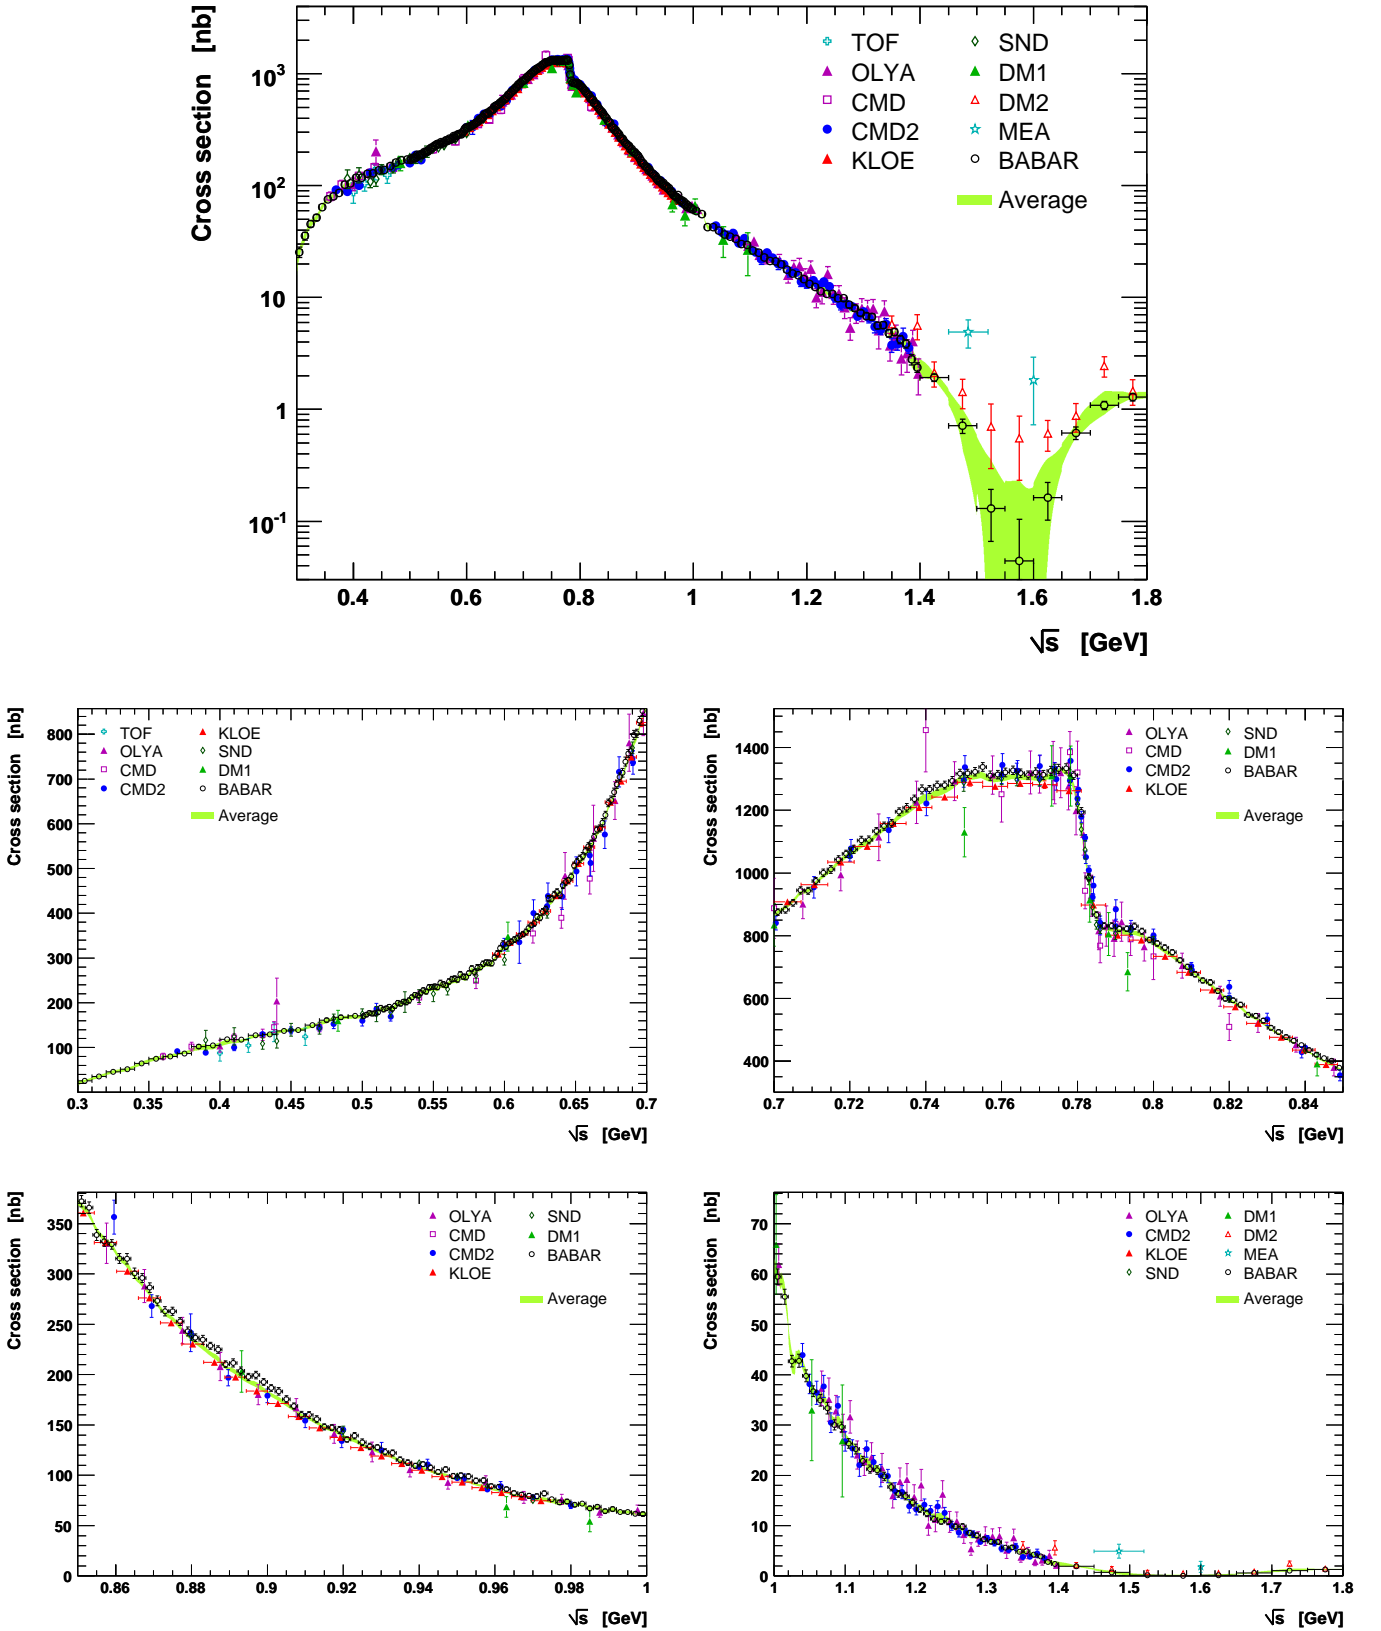 Cross section [nb]
10^3
10^2
10
1
10^-1
TOF SND
OLYA DM1
CMD DM2
CMD2 MEA
KLOE BABAR
Average
0.4 0.6 0.8 1 1.2 1.4 1.6 1.8
√s [GeV]
Cross section [nb]
800
700
600
500
400
300
200
100
TOF KLOE
OLYA SND
CMD DM1
CMD2 BABAR
Average
0.3 0.35 0.4 0.45 0.5 0.55 0.6 0.65 0.7
√s [GeV]
Cross section [nb]
1400
1200
1000
800
600
400
OLYA SND
CMD DM1
CMD2 BABAR
KLOE
Average
0.7 0.72 0.74 0.76 0.78 0.8 0.82 0.84
√s [GeV]
Cross section [nb]
350
300
250
200
150
100
50
0
OLYA SND
CMD DM1
CMD2 BABAR
KLOE
Average
0.86 0.88 0.9 0.92 0.94 0.96 0.98 1
√s [GeV]
Cross section [nb]
70
60
50
40
30
20
10
0
OLYA DM1
CMD2 DM2
KLOE MEA
SND BABAR
Average
1 1.1 1.2 1.3 1.4 1.5 1.6 1.7 1.8
√s [GeV]